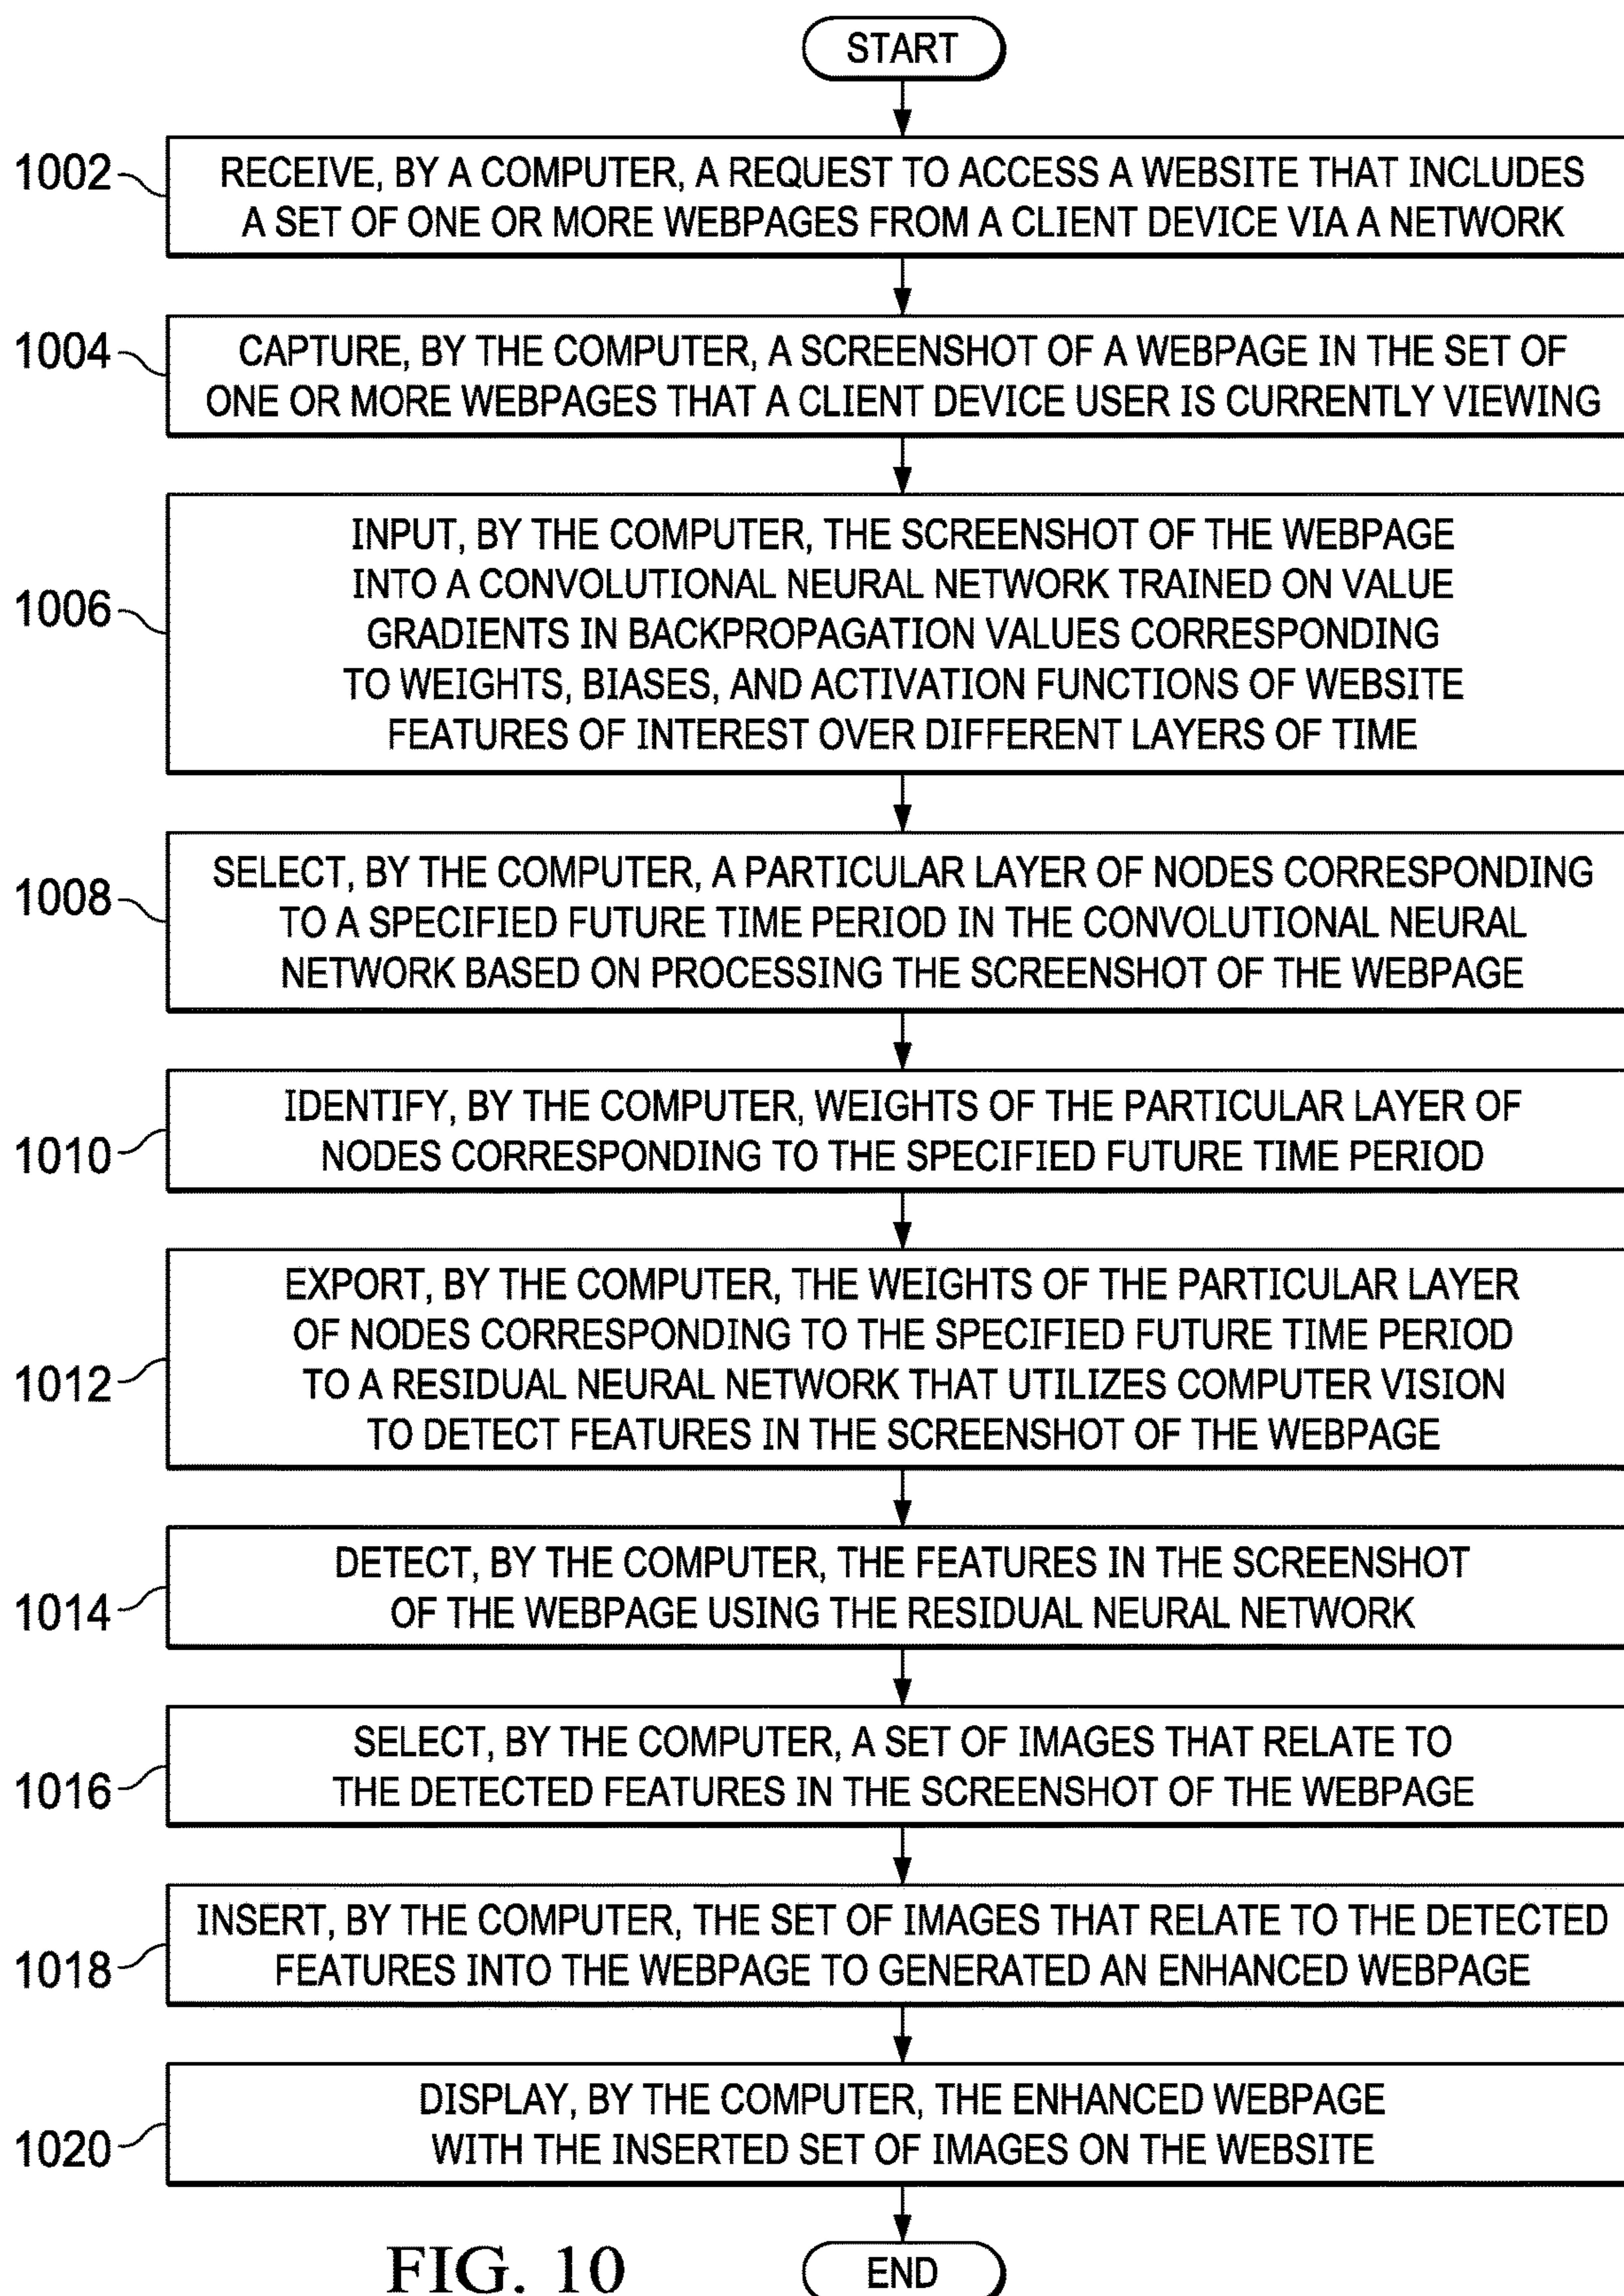 START
1002
RECEIVE, BY A COMPUTER, A REQUEST TO ACCESS A WEBSITE THAT INCLUDES
A SET OF ONE OR MORE WEBPAGES FROM A CLIENT DEVICE VIA A NETWORK
1004
CAPTURE, BY THE COMPUTER, A SCREENSHOT OF A WEBPAGE IN THE SET OF
ONE OR MORE WEBPAGES THAT A CLIENT DEVICE USER IS CURRENTLY VIEWING
1006
INPUT, BY THE COMPUTER, THE SCREENSHOT OF THE WEBPAGE
INTO A CONVOLUTIONAL NEURAL NETWORK TRAINED ON VALUE
GRADIENTS IN BACKPROPAGATION VALUES CORRESPONDING
TO WEIGHTS, BIASES, AND ACTIVATION FUNCTIONS OF WEBSITE
FEATURES OF INTEREST OVER DIFFERENT LAYERS OF TIME
1008
SELECT, BY THE COMPUTER, A PARTICULAR LAYER OF NODES CORRESPONDING
TO A SPECIFIED FUTURE TIME PERIOD IN THE CONVOLUTIONAL NEURAL
NETWORK BASED ON PROCESSING THE SCREENSHOT OF THE WEBPAGE
1010
IDENTIFY, BY THE COMPUTER, WEIGHTS OF THE PARTICULAR LAYER OF
NODES CORRESPONDING TO THE SPECIFIED FUTURE TIME PERIOD
1012
EXPORT, BY THE COMPUTER, THE WEIGHTS OF THE PARTICULAR LAYER
OF NODES CORRESPONDING TO THE SPECIFIED FUTURE TIME PERIOD
TO A RESIDUAL NEURAL NETWORK THAT UTILIZES COMPUTER VISION
TO DETECT FEATURES IN THE SCREENSHOT OF THE WEBPAGE
1014
DETECT, BY THE COMPUTER, THE FEATURES IN THE SCREENSHOT
OF THE WEBPAGE USING THE RESIDUAL NEURAL NETWORK
1016
SELECT, BY THE COMPUTER, A SET OF IMAGES THAT RELATE TO
THE DETECTED FEATURES IN THE SCREENSHOT OF THE WEBPAGE
1018
INSERT, BY THE COMPUTER, THE SET OF IMAGES THAT RELATE TO THE DETECTED
FEATURES INTO THE WEBPAGE TO GENERATED AN ENHANCED WEBPAGE
1020
DISPLAY, BY THE COMPUTER, THE ENHANCED WEBPAGE
WITH THE INSERTED SET OF IMAGES ON THE WEBSITE
FIG. 10
END